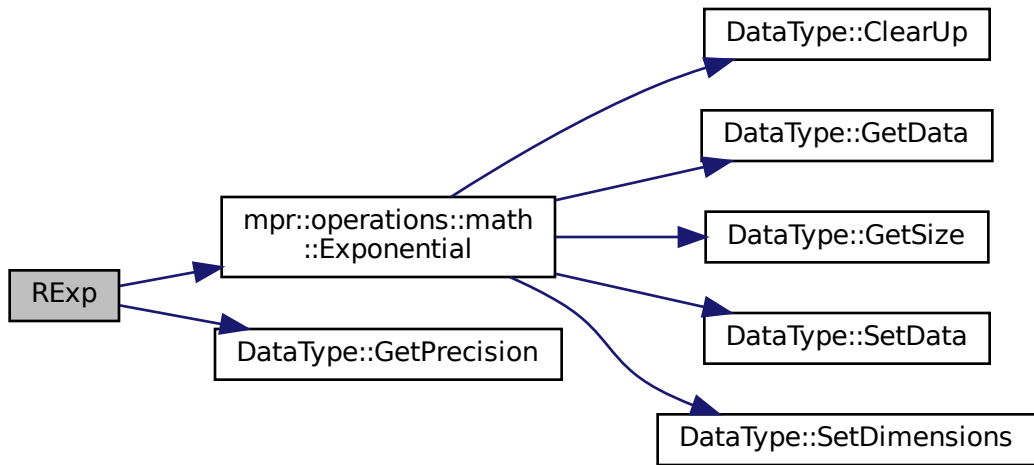 RExp
mpr::operations::math
::Exponential
DataType::GetPrecision
DataType::ClearUp
DataType::GetData
DataType::GetSize
DataType::SetData
DataType::SetDimensions